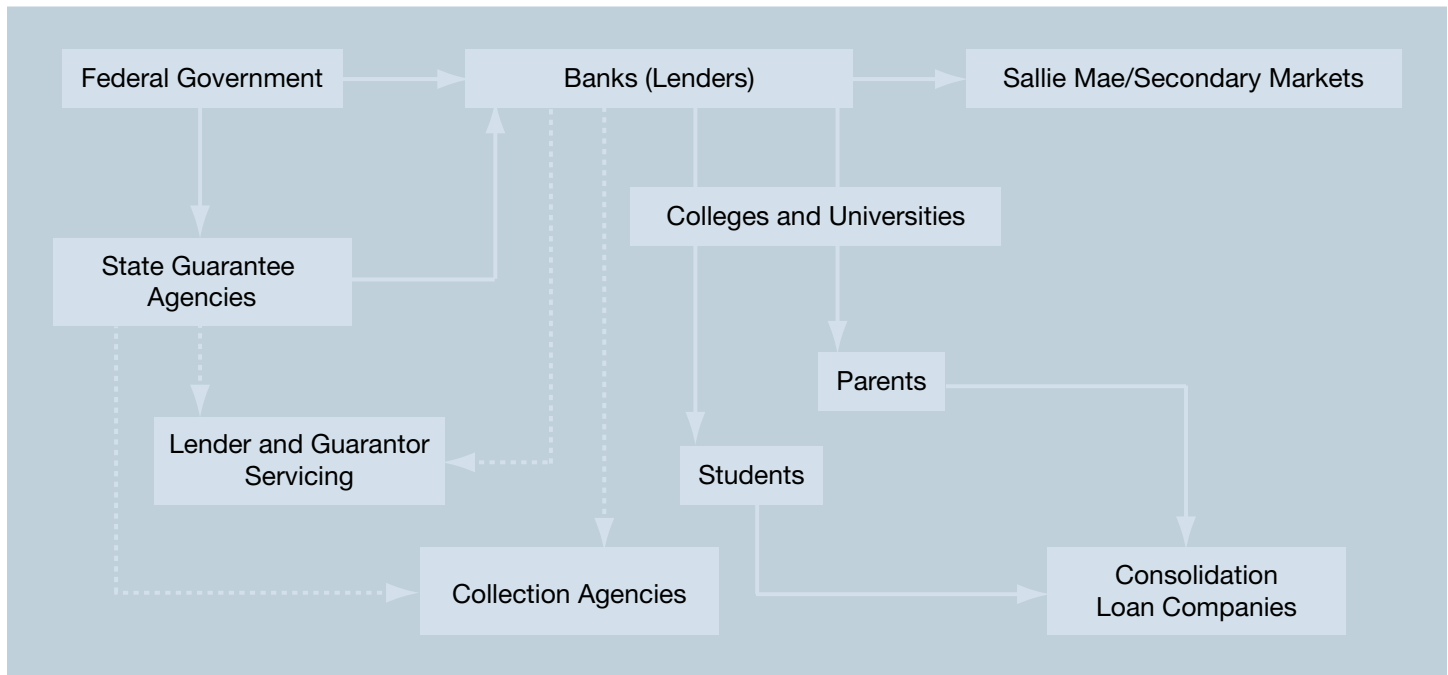 Federal Government
Banks (Lenders)
Sallie Mae/Secondary Markets
Colleges and Universities
State Guarantee
Agencies
Parents
Lender and Guarantor
Servicing
Students
Collection Agencies
Consolidation
Loan Companies